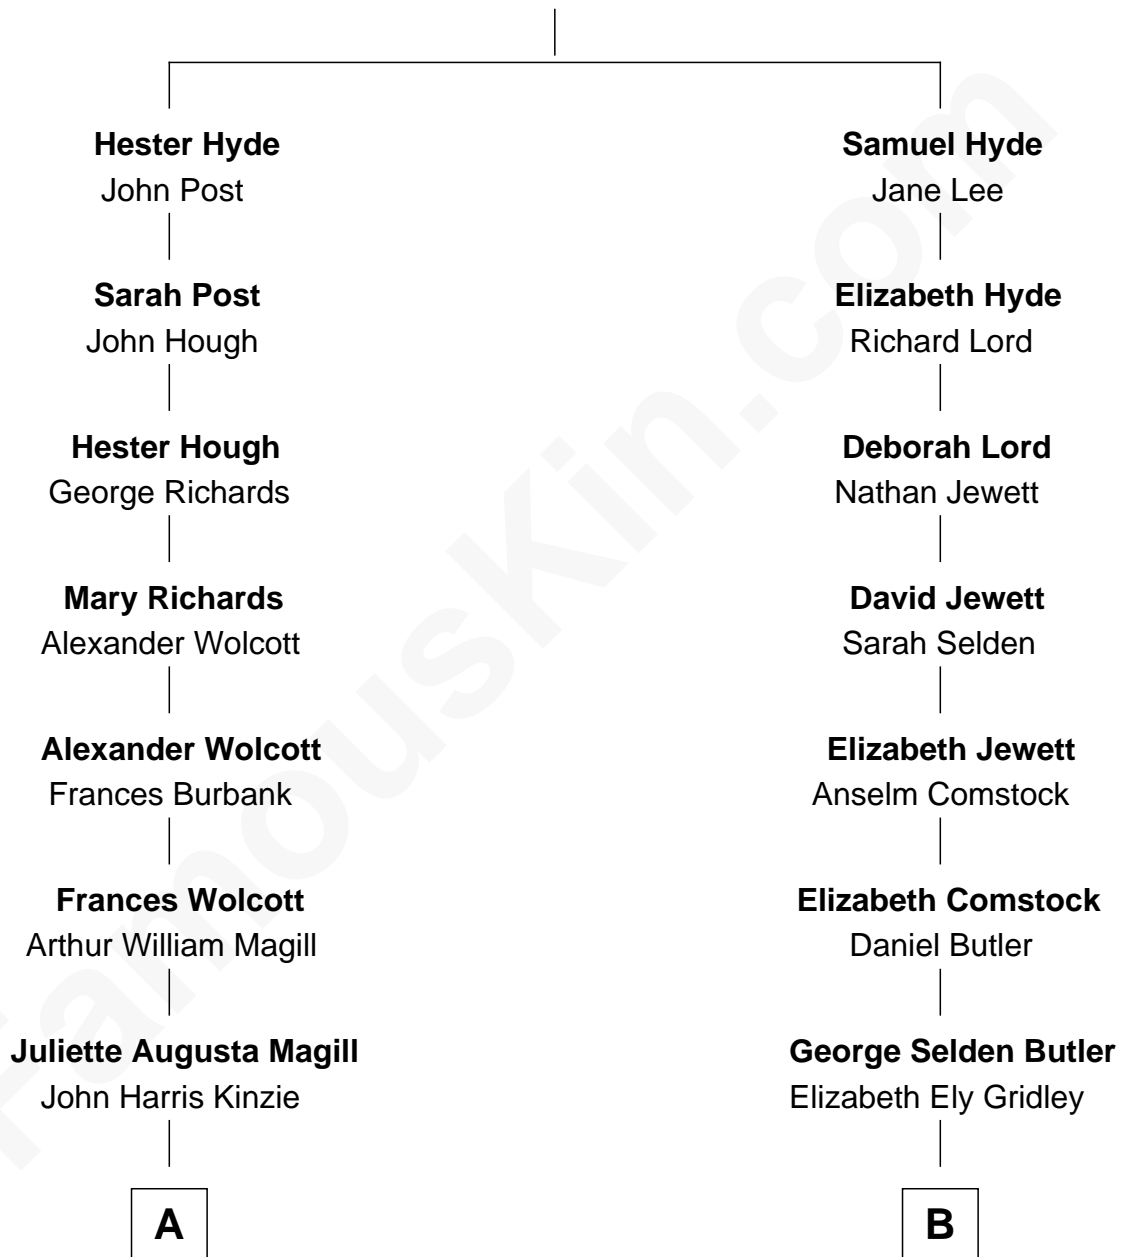 Hester Hyde
John Post
Sarah Post
John Hough
Hester Hough
George Richards
Mary Richards
Alexander Wolcott
Alexander Wolcott
Frances Burbank
Frances Wolcott
Arthur William Magill
Juliette Augusta Magill
John Harris Kinzie
A
Samuel Hyde
Jane Lee
Elizabeth Hyde
Richard Lord
Deborah Lord
Nathan Jewett
David Jewett
Sarah Selden
Elizabeth Jewett
Anselm Comstock
Elizabeth Comstock
Daniel Butler
George Selden Butler
Elizabeth Ely Gridley
B
FamousKin.com